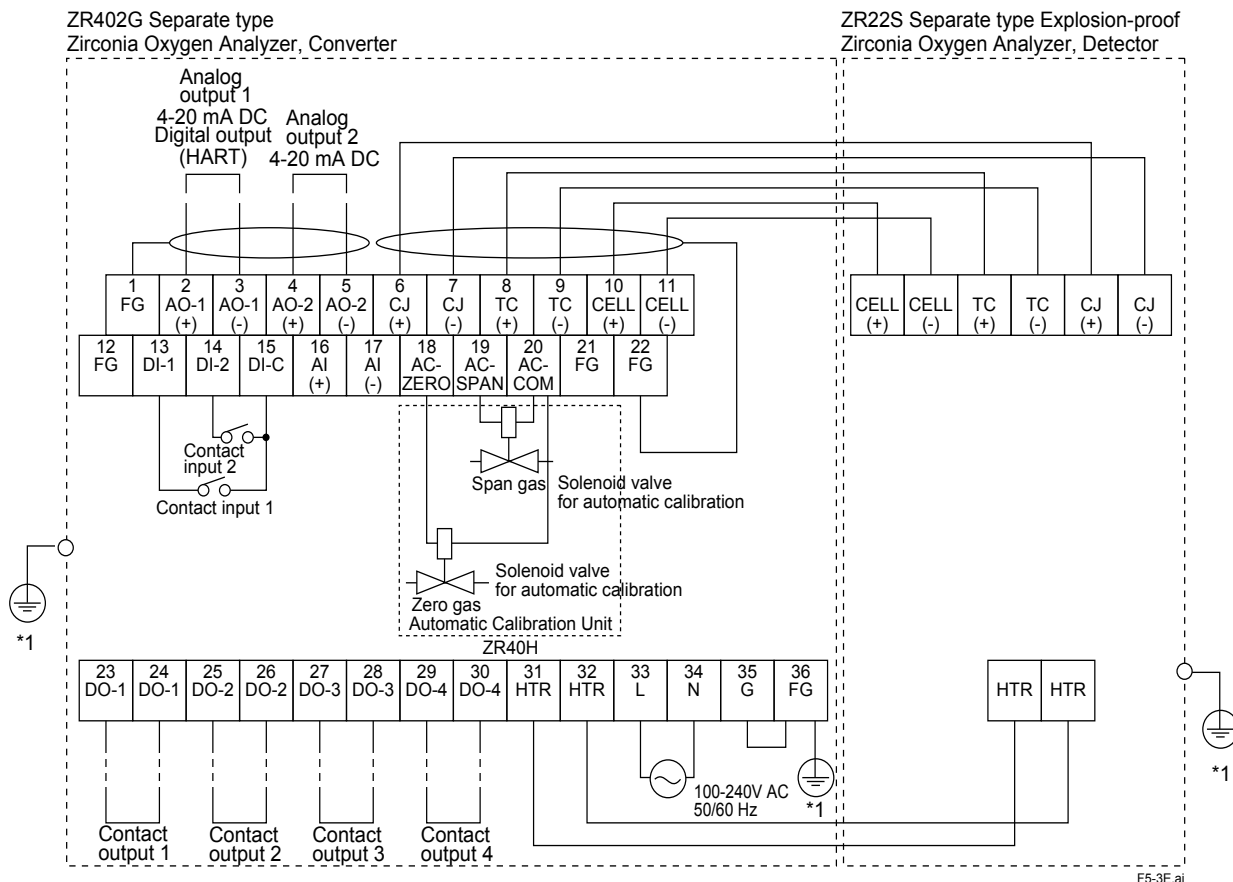 ZR402G Separate type
Zirconia Oxygen Analyzer, Converter
ZR22S Separate type Explosion-proof
Zirconia Oxygen Analyzer, Detector
Analog
output 1
4-20 mA DC
Digital output
(HART)
Analog
output 2
4-20 mA DC
1 2 3 4 5 6 7 8 9 10 11
FG AO-1 AO-1 AO-2 AO-2 CJ CJ TC TC CELL CELL
(+) (-) (+) (-) (+) (-) (+) (-) (+) (-)
CELL CELL TC TC CJ CJ
(+) (-) (+) (-) (+) (-)
12 13 14 15 16 17 18 19 20 21 22
FG DI-1 DI-2 DI-C AI AI AC- AC- AC- FG FG
(+) (-) ZERO SPAN COM
Contact
input 2
Contact input 1
Span gas
Solenoid valve
for automatic calibration
Solenoid valve
for automatic calibration
Zero gas
Automatic Calibration Unit
ZR40H
*1
23 24 25 26 27 28 29 30 31 32 33 34 35 36
DO-1 DO-1 DO-2 DO-2 DO-3 DO-3 DO-4 DO-4 HTR HTR L N G FG
HTR HTR
100-240V AC
50/60 Hz
*1
*1
Contact
output 1
Contact
output 2
Contact
output 3
Contact
output 4
F5-3E.ai